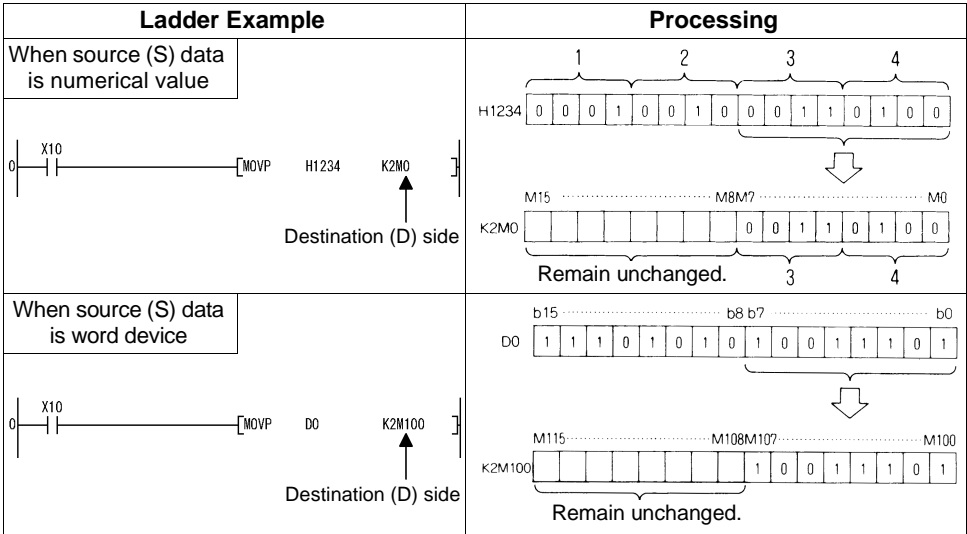 Ladder Example
Processing
When source (S) data
is numerical value
0 X10 MOVP H1234 K2M0
Destination (D) side
1 2 3 4
H1234 0 0 0 1 0 0 1 0 0 0 1 1 0 1 0 0
M15 M8M7 M0
K2M0 0 0 1 1 0 1 0 0
Remain unchanged. 3 4
When source (S) data
is word device
0 X10 MOVP D0 K2M100
Destination (D) side
b15 b8 b7 b0
D0 1 1 1 0 1 0 1 0 1 0 0 1 1 1 0 1
M115 M108M107 M100
K2M100 1 0 0 1 1 1 0 1
Remain unchanged.